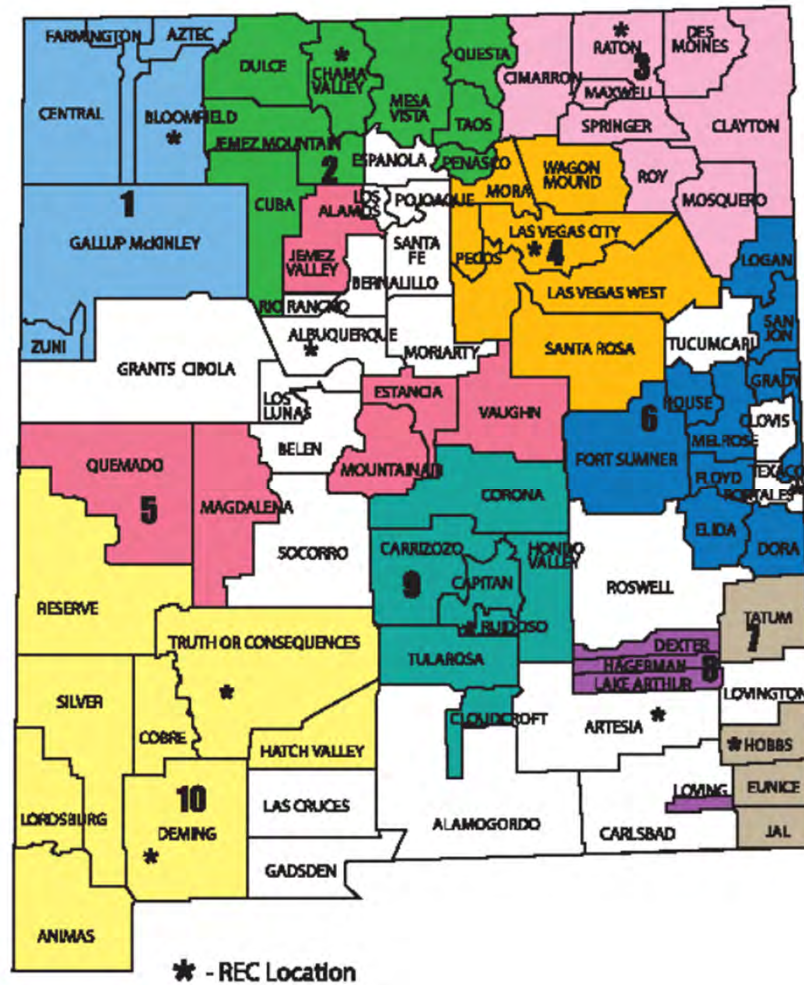 FARMINGTON
AZTEC
CENTRAL
BLOOMFIELD
*
1
GALLUP McKINLEY
ZUNI
DULCE
*
CHAMA
VALLEY
MESA
VISTA
QUESTA
TAOS
JEMEZ MOUNTAIN
2
CUBA
ESPANOLA
PENASCO
LOS
ALAMOS
POJOAQUE
JEMEZ
VALLEY
SANTA
FE
BERNALILLO
RIO RANCHO
ALBUQUERQUE
*
MORIARTY
GRANTS CIBOLA
LOS
LUNAS
BELEN
CIMARRON
*
RATON
3
DES
MOINES
MAXWELL
SPRINGER
CLAYTON
ROY
MOSQUERO
WAGON
MOUND
MORA
LAS VEGAS CITY
*
4
PECOS
LAS VEGAS WEST
SANTA ROSA
LOGAN
TUCUMCARI
SAN
JON
GRADY
HOUSE
6
CLOVIS
MELROSE
FORT SUMNER
FLOYD
TEXICO
PORTALES
ELIDA
DORA
ESTANCIA
VAUGHN
MOUNTAINAIR
QUEMADO
5
MAGDALENA
SOCORRO
CORONA
CARRIZOZO
9
CAPITAN
HONDO
VALLEY
* RUIDOSO
TULAROSA
CLOUDCROFT
ROSWELL
TATUM
7
DEXTER
HAGERMAN
8
LAKE ARTHUR
LOVINGTON
ARTESIA
*
* HOBBS
LOVING
EUNICE
CARLSBAD
JAL
RESERVE
TRUTH OR CONSEQUENCES
*
SILVER
COBRE
HATCH VALLEY
10
DEMING
*
LAS CRUCES
LORDSBURG
GADSDEN
ALAMOGORDO
ANIMAS
* - REC Location